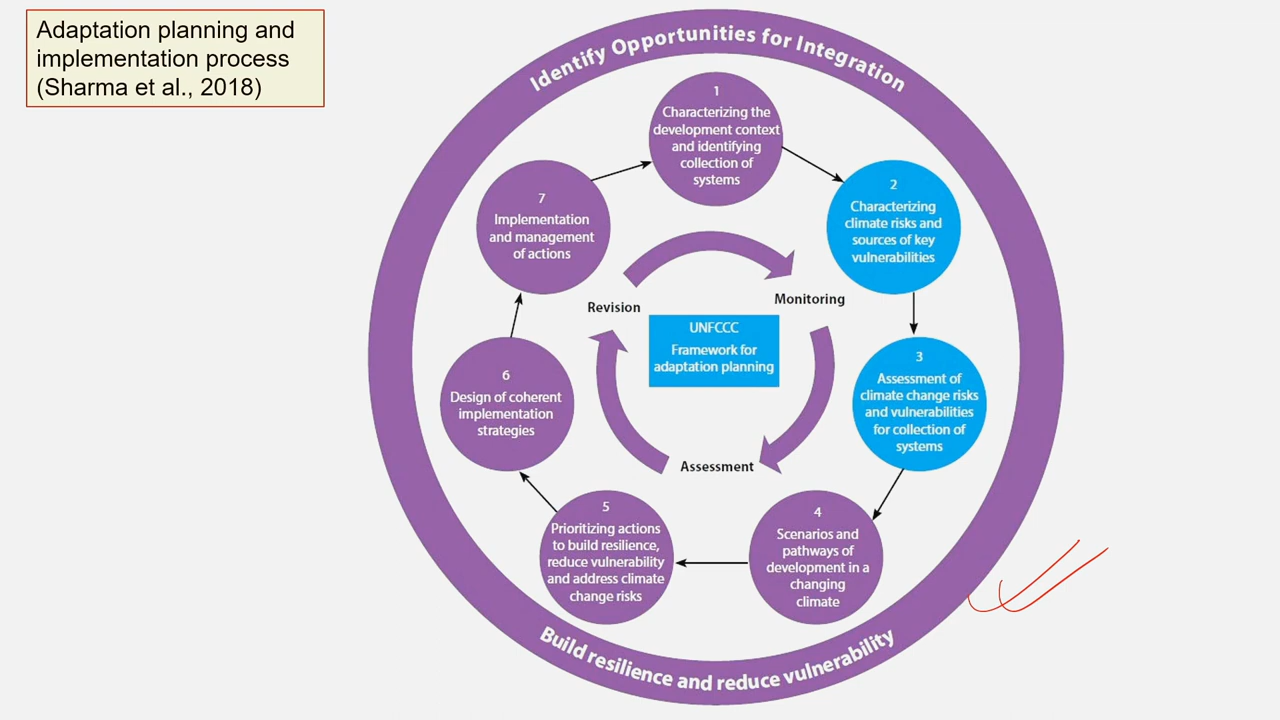 Adaptation planning and
implementation process
(Sharma et al., 2018)
Identify Opportunities for Integration
1
Characterizing the
development context
and identifying
collection of
systems
2
Characterizing
climate risks and
sources of key
vulnerabilities
3
Assessment of
climate change risks
and vulnerabilities
for collection of
systems
4
Scenarios and
pathways of
development in a
changing
climate
5
Prioritizing actions
to build resilience,
reduce vulnerability
and address climate
change risks
6
Design of coherent
implementation
strategies
7
Implementation
and management
of actions
Revision
Monitoring
Assessment
UNFCCC
Framework for
adaptation planning
Build resilience and reduce vulnerability